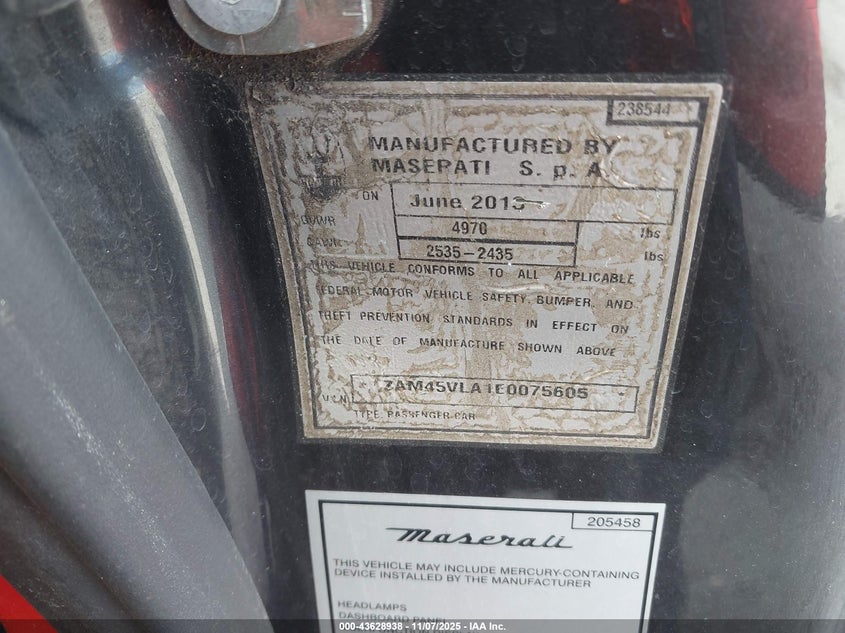 238544
MANUFACTURED BY
MASERATI S. p. A.
ON June 2013
GVWR 4970 lbs
GAWR 2535-2435 lbs
THIS VEHICLE CONFORMS TO ALL APPLICABLE
FEDERAL MOTOR VEHICLE SAFETY, BUMPER, AND
THEFT PREVENTION STANDARDS IN EFFECT ON
THE DATE OF MANUFACTURE SHOWN ABOVE
V.I.N. ZAM45VLA1E0075605
TYPE: PASSENGER CAR
205458
Maserati
THIS VEHICLE MAY INCLUDE MERCURY-CONTAINING
DEVICE INSTALLED BY THE MANUFACTURER
HEADLAMPS
DASHBOARD PANEL
000-43628938 - 11/07/2025 - IAA Inc.